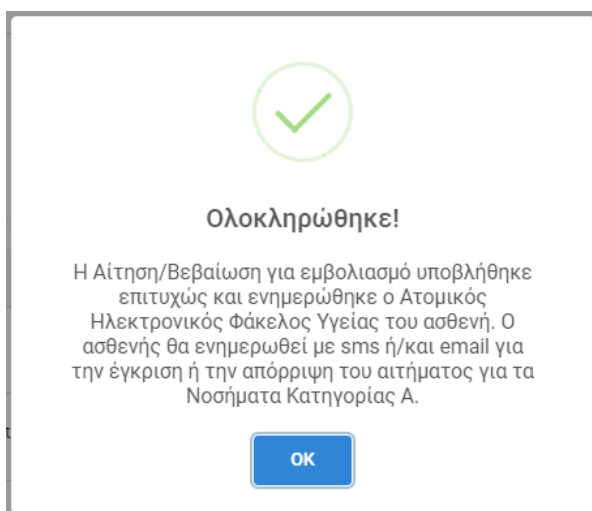 Ολοκληρώθηκε!
Η Αίτηση/Βεβαίωση για εμβολιασμό υποβλήθηκε
επιτυχώς και ενημερώθηκε ο Ατομικός
Ηλεκτρονικός Φάκελος Υγείας του ασθενή. Ο
ασθενής θα ενημερωθεί με sms ή/και email για
την έγκριση ή την απόρριψη του αιτήματος για τα
Νοσήματα Κατηγορίας Α.
OK